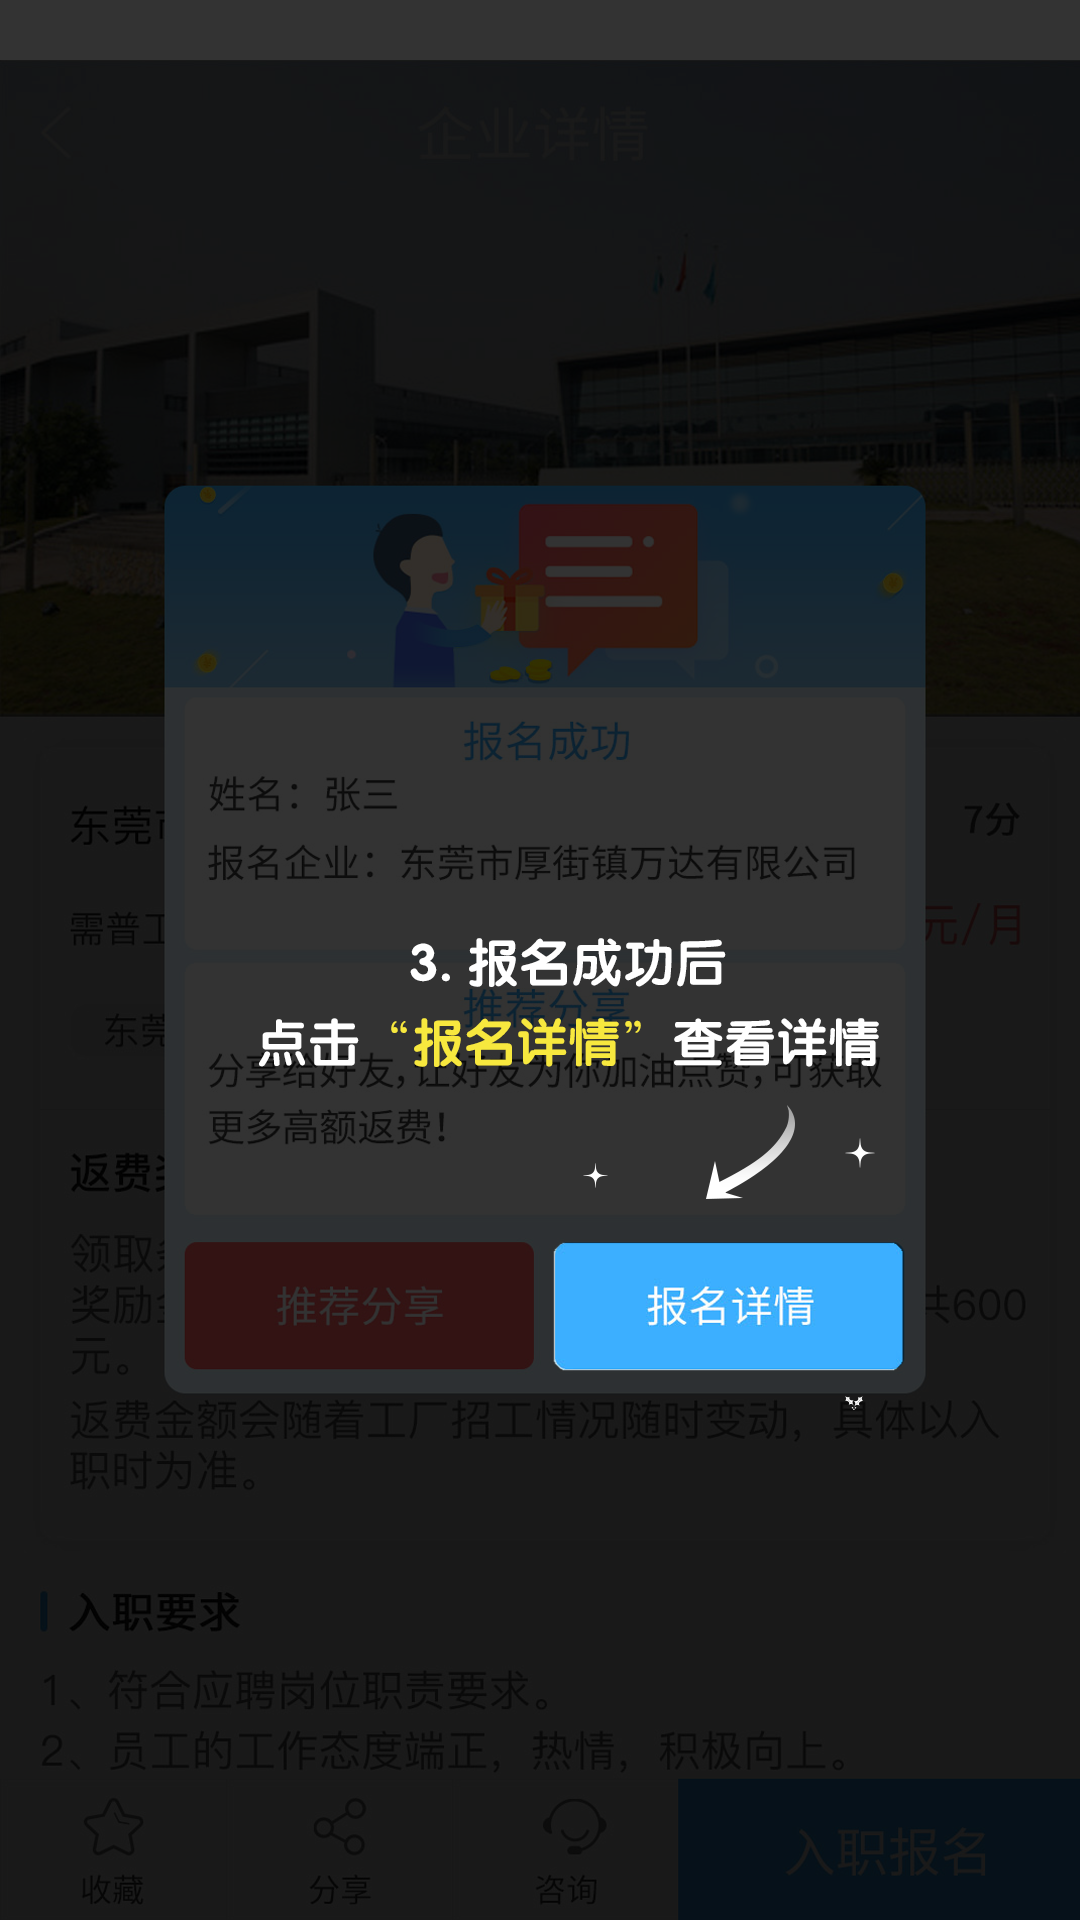 企业详情
报名成功
姓名：张三
报名企业：东莞市厚街镇万达有限公司
东莞市
7分
需普工
元/月
3. 报名成功后
推荐分享
点击“报名详情”查看详情
东莞
分享给好友，让好友为你加油点赞，可获取
更多高额返费！
返费奖
领取条
推荐分享
报名详情
奖励金
共600
元。
返费金额会随着工厂招工情况随时变动，具体以入
职时为准。
入职要求
1、符合应聘岗位职责要求。
2、员工的工作态度端正，热情，积极向上。
收藏
分享
咨询
入职报名